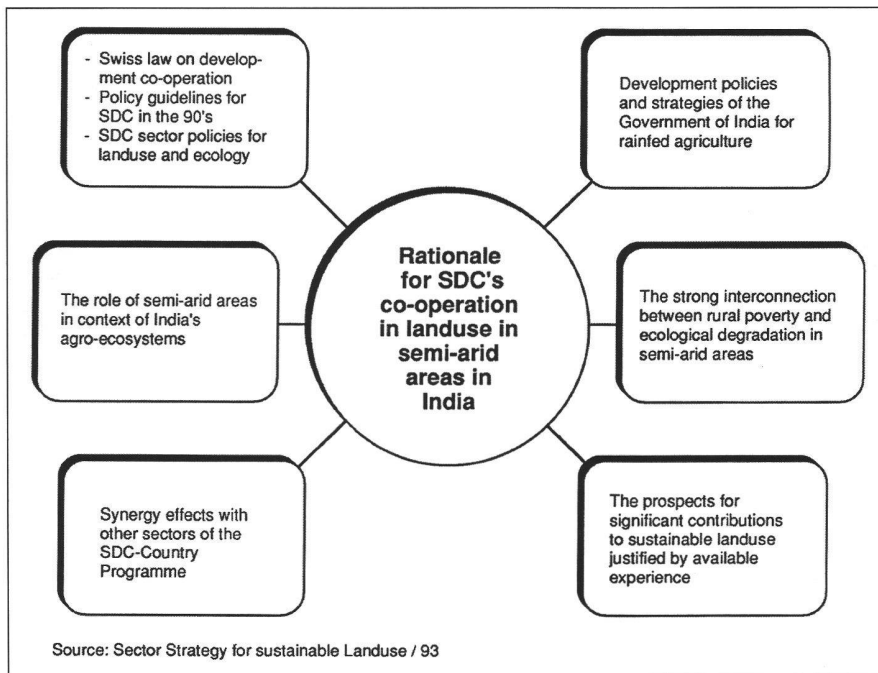 - Swiss law on develop-
ment co-operation
- Policy guidelines for
SDC in the 90's
- SDC sector policies for
landuse and ecology
Development policies
and strategies of the
Government of India for
rainfed agriculture
Rationale
for SDC's
co-operation
in landuse in
semi-arid
areas in
India
The role of semi-arid areas
in context of India's
agro-ecosystems
The strong interconnection
between rural poverty and
ecological degradation in
semi-arid areas
Synergy effects with
other sectors of the
SDC-Country
Programme
The prospects for
significant contributions
to sustainable landuse
justified by available
experience
Source: Sector Strategy for sustainable Landuse / 93